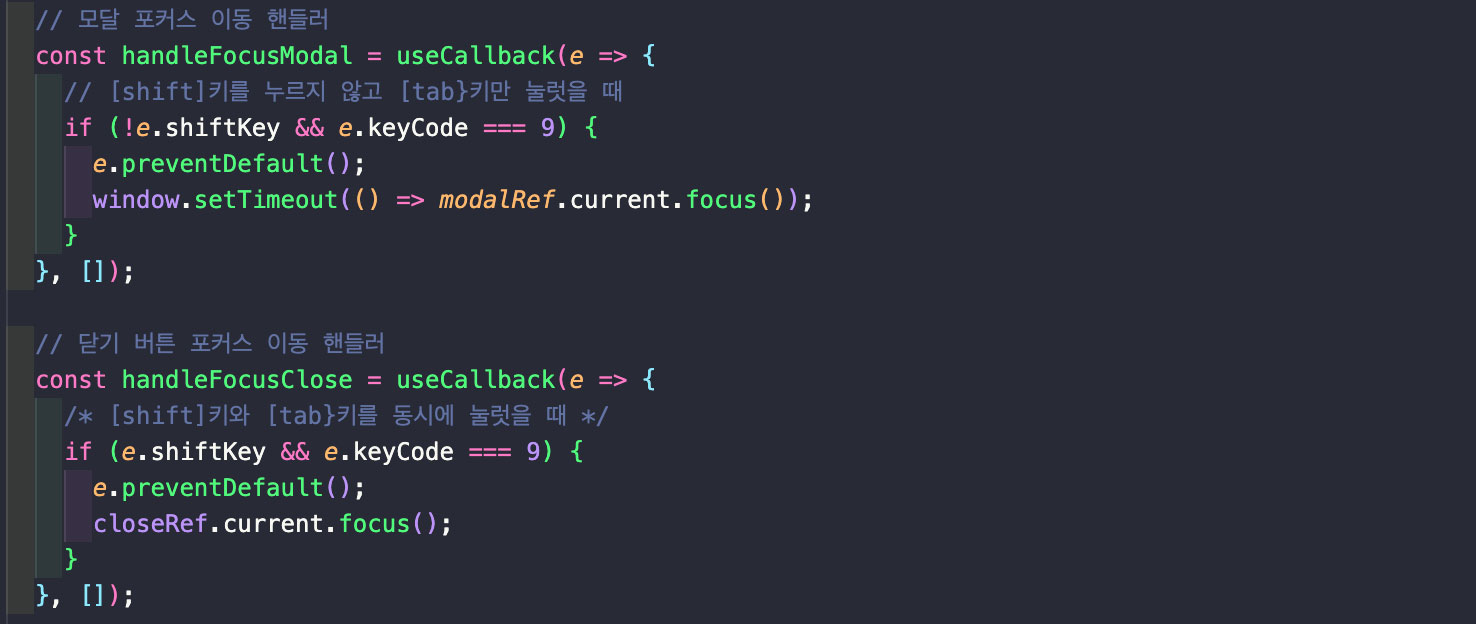 // 모달 포커스 이동 핸들러
const handleFocusModal = useCallback(e => {
// [shift]키를 누르지 않고 [tab}키만 눌럿을 때
if (!e.shiftKey && e.keyCode === 9) {
e.preventDefault();
window.setTimeout(() => modalRef.current.focus());
}
}, []);
// 닫기 버튼 포커스 이동 핸들러
const handleFocusClose = useCallback(e => {
/* [shift]키와 [tab}키를 동시에 눌럿을 때 */
if (e.shiftKey && e.keyCode === 9) {
e.preventDefault();
closeRef.current.focus();
}
}, []);